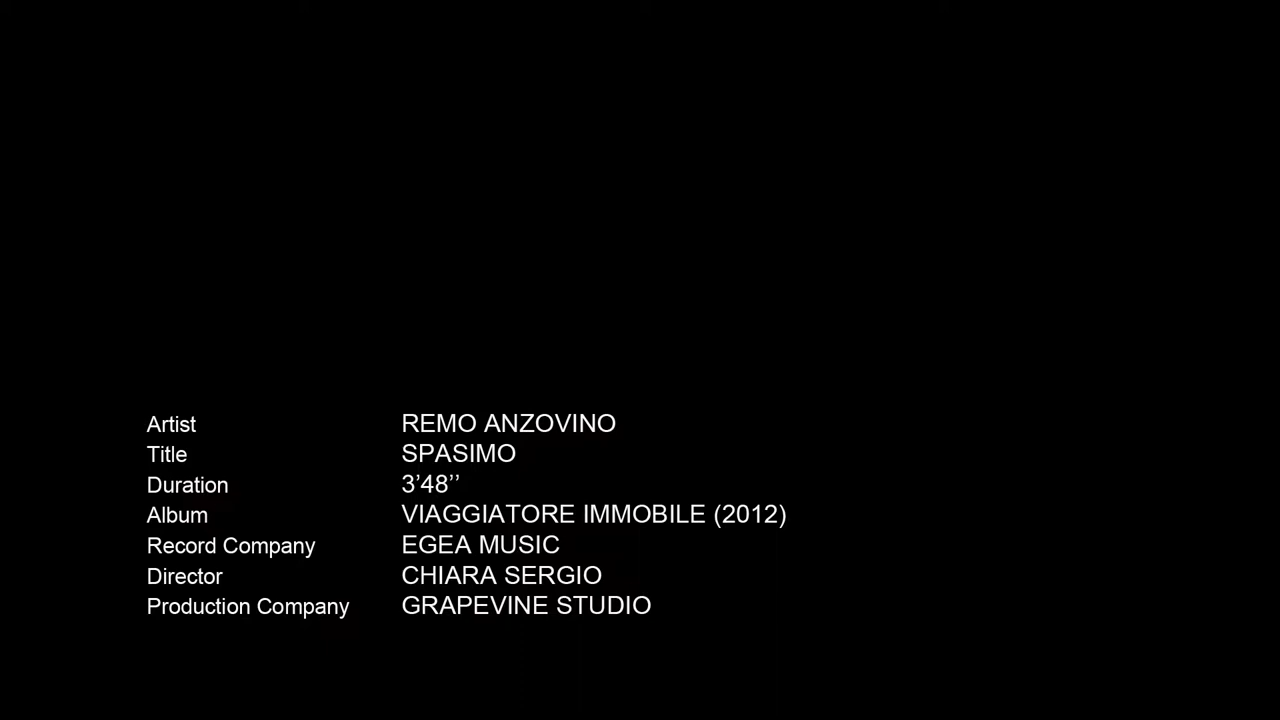 Artist REMO ANZOVINO
Title SPASIMO
Duration 3’48’’
Album VIAGGIATORE IMMOBILE (2012)
Record Company EGEA MUSIC
Director CHIARA SERGIO
Production Company GRAPEVINE STUDIO